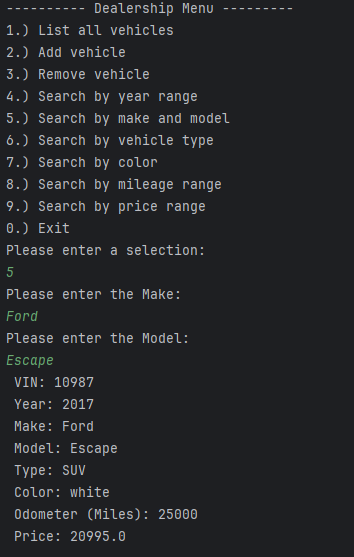 ---------- Dealership Menu ---------
1.) List all vehicles
2.) Add vehicle
3.) Remove vehicle
4.) Search by year range
5.) Search by make and model
6.) Search by vehicle type
7.) Search by color
8.) Search by mileage range
9.) Search by price range
0.) Exit
Please enter a selection:
5
Please enter the Make:
Ford
Please enter the Model:
Escape
VIN: 10987
Year: 2017
Make: Ford
Model: Escape
Type: SUV
Color: white
Odometer (Miles): 25000
Price: 20995.0